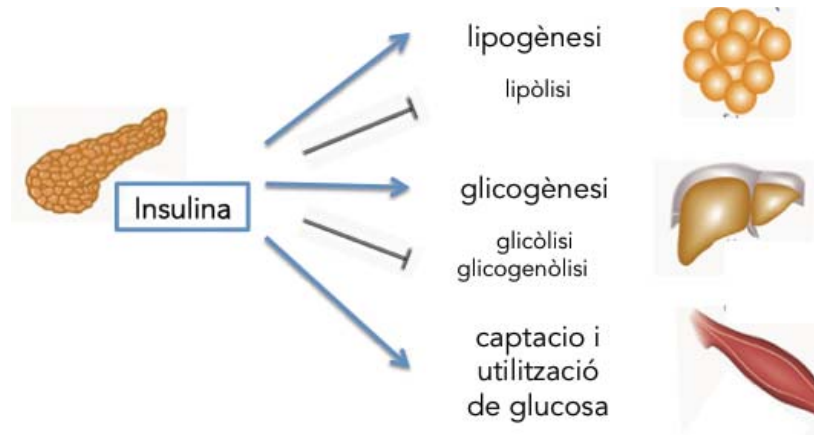 lipogènesi
lipòlisi
Insulina
glicogènesi
glicòlisi
glicogenòlisi
captacio i
utilització
de glucosa